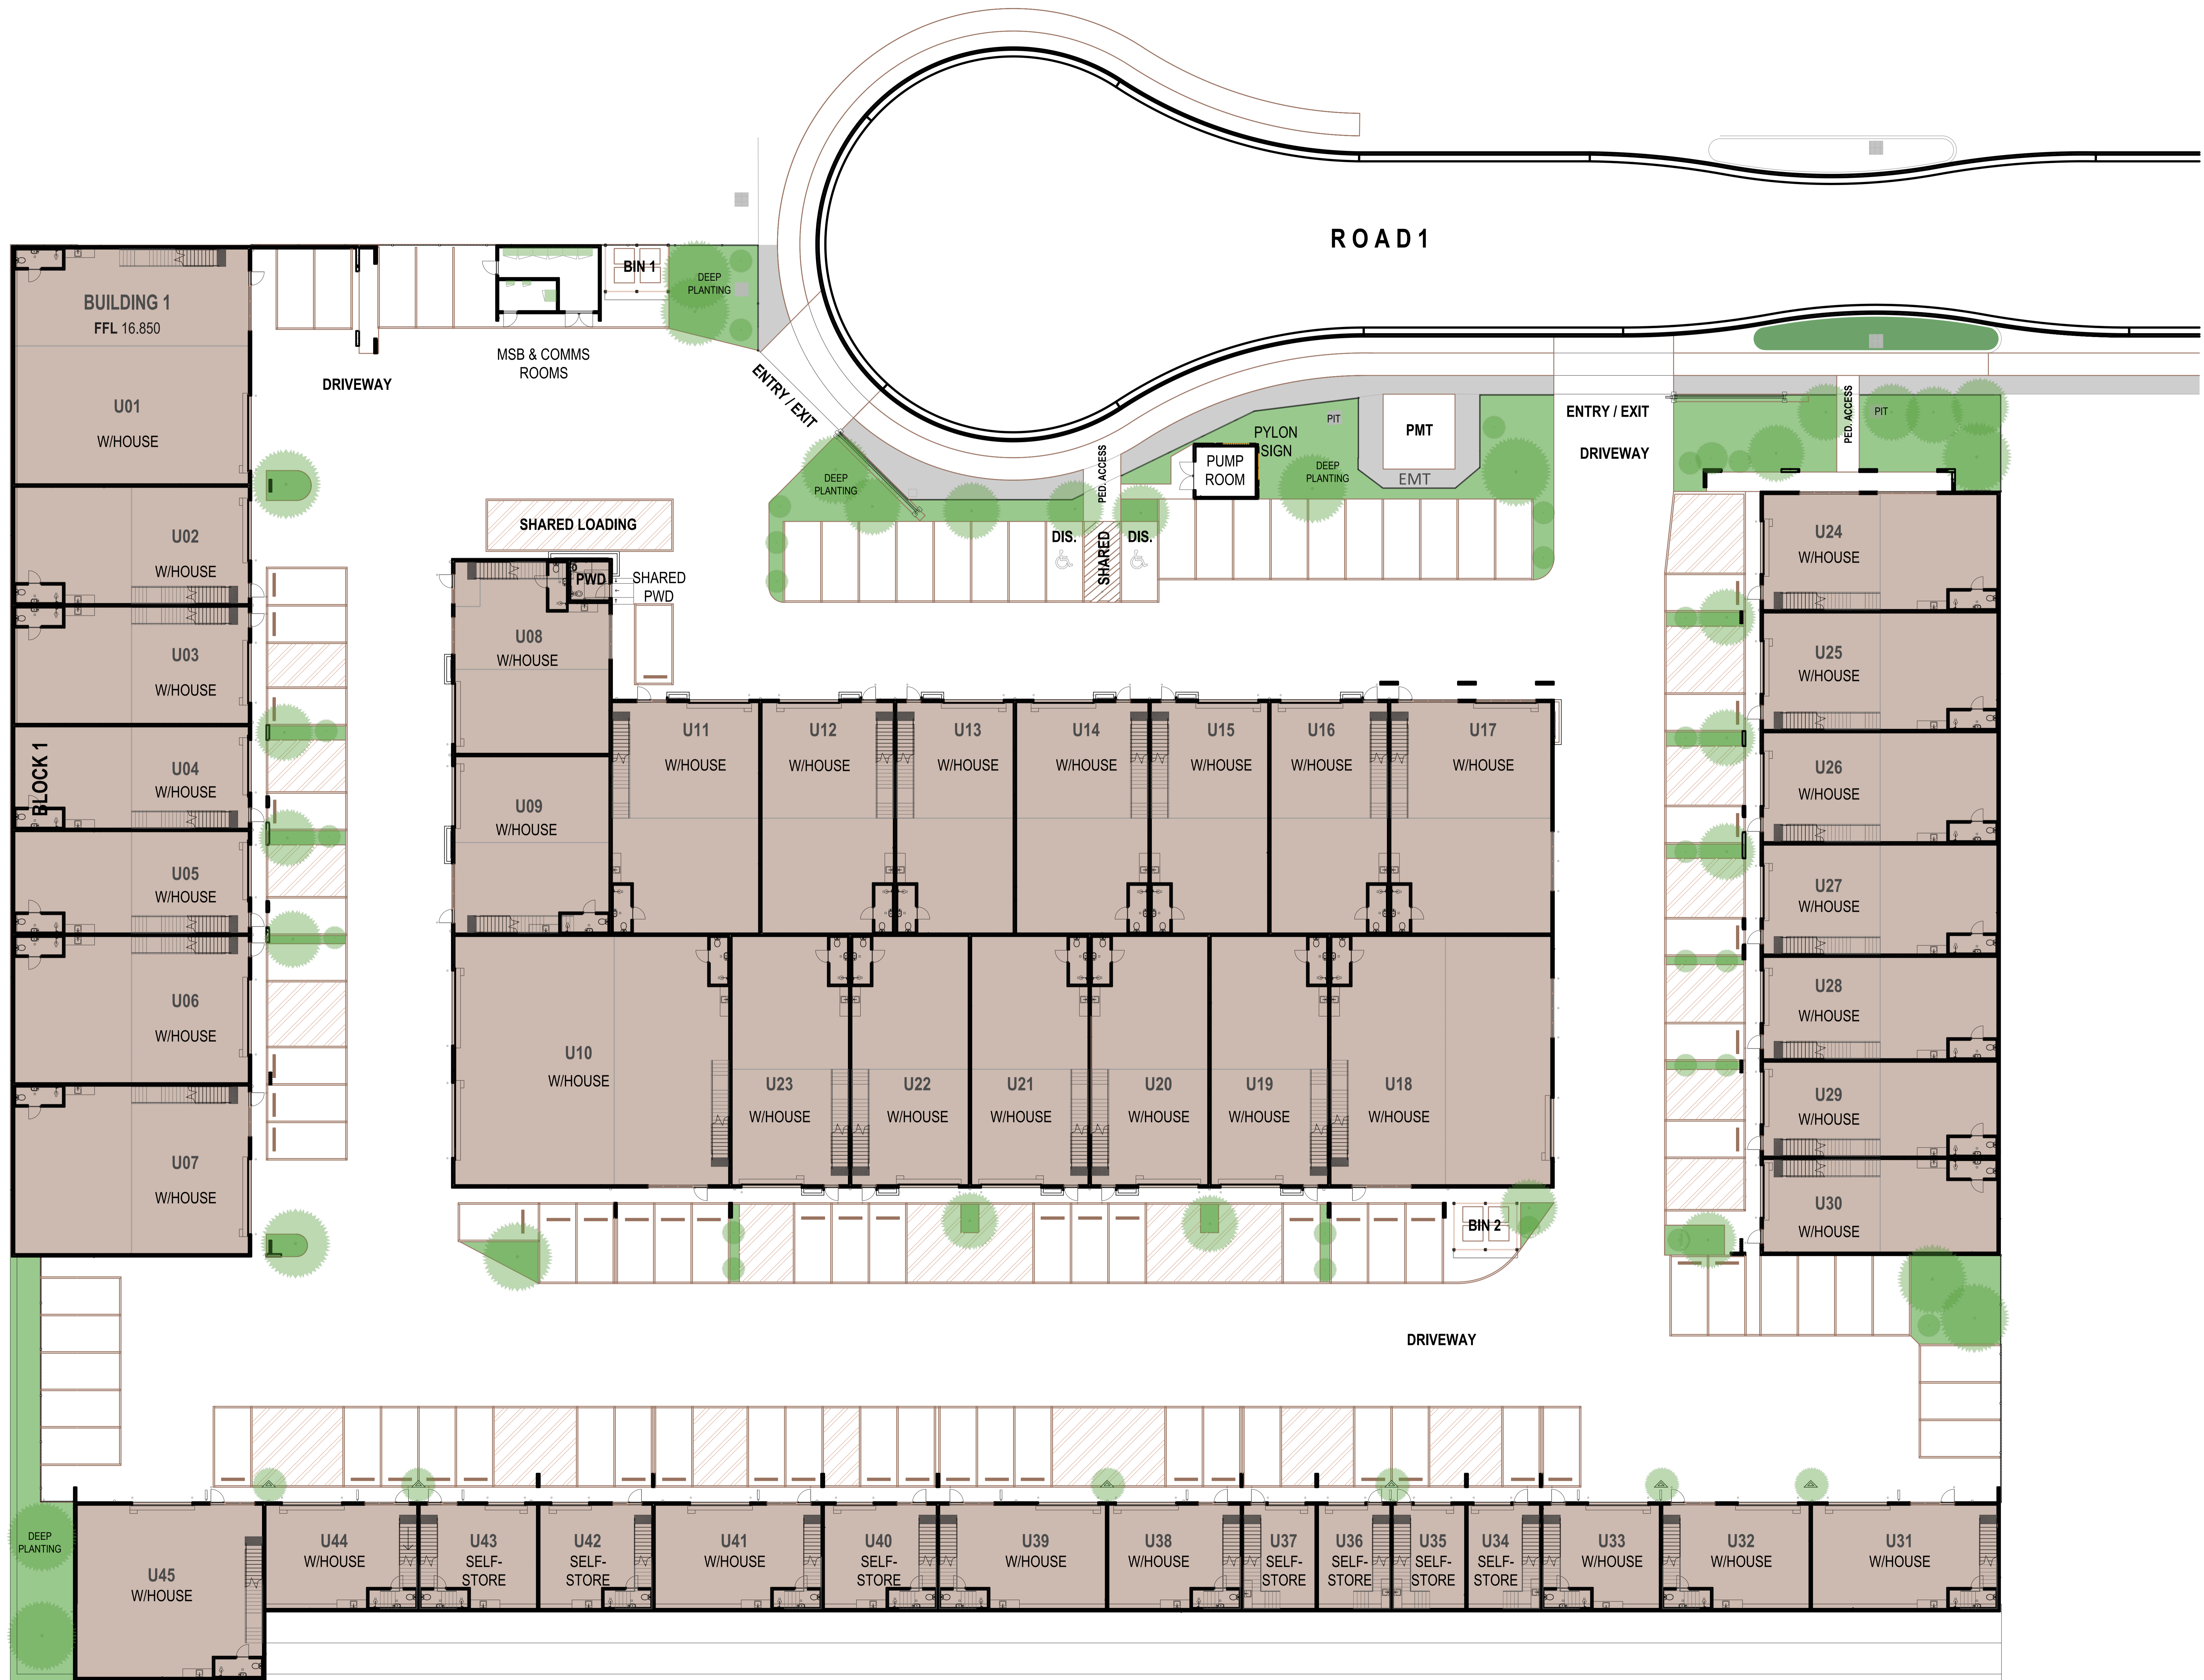 ROAD1
BIN 1
DEEP
PLANTING
BUILDING 1
FFL 16.850
MSB & COMMS
ROOMS
DRIVEWAY
ENTRY / EXIT
U01
W/HOUSE
PIT
PMT
ENTRY / EXIT
PED. ACCESS
PIT
PYLON
SIGN
PUMP
ROOM
DEEP
PLANTING
EMT
DRIVEWAY
PED. ACCESS
DEEP
PLANTING
SHARED LOADING
DIS.
SHARED
DIS.
U02
W/HOUSE
U24
W/HOUSE
PWD
SHARED
PWD
U08
W/HOUSE
U03
W/HOUSE
U25
W/HOUSE
BLOCK 1
U04
W/HOUSE
U09
W/HOUSE
U11
W/HOUSE
U12
W/HOUSE
U13
W/HOUSE
U14
W/HOUSE
U15
W/HOUSE
U16
W/HOUSE
U17
W/HOUSE
U26
W/HOUSE
U05
W/HOUSE
U27
W/HOUSE
U06
W/HOUSE
U28
W/HOUSE
U10
W/HOUSE
U23
W/HOUSE
U22
W/HOUSE
U21
W/HOUSE
U20
W/HOUSE
U19
W/HOUSE
U18
W/HOUSE
U29
W/HOUSE
U07
W/HOUSE
U30
W/HOUSE
BIN 2
DRIVEWAY
DEEP
PLANTING
U45
W/HOUSE
U44
W/HOUSE
U43
SELF-
STORE
U42
SELF-
STORE
U41
W/HOUSE
U40
SELF-
STORE
U39
W/HOUSE
U38
W/HOUSE
U37
SELF-
STORE
U36
SELF-
STORE
U35
SELF-
STORE
U34
SELF-
STORE
U33
W/HOUSE
U32
W/HOUSE
U31
W/HOUSE